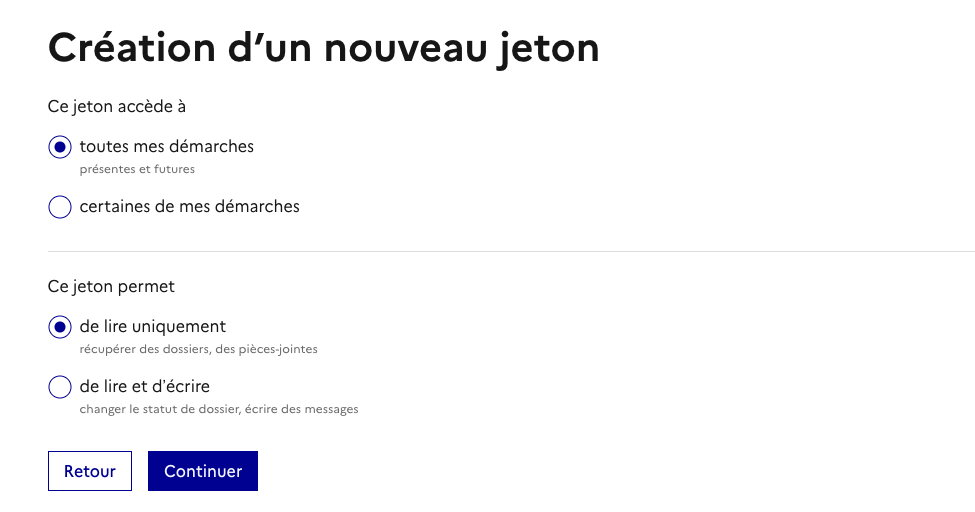 Création d’un nouveau jeton
Ce jeton accède à
toutes mes démarches
présentes et futures
certaines de mes démarches
Ce jeton permet
de lire uniquement
récupérer des dossiers, des pièces-jointes
de lire et d’écrire
changer le statut de dossier, écrire des messages
Retour
Continuer